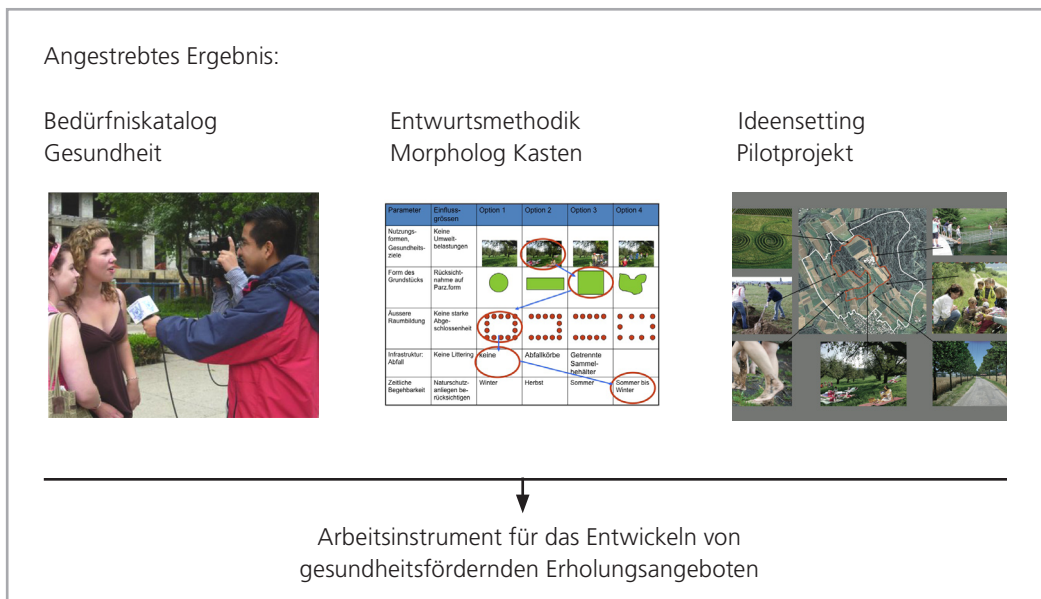 Angestrebtes Ergebnis:
Bedürfniskatalog
Gesundheit
Entwurtsmethodik
Morpholog Kasten
Ideensetting
Pilotprojekt
Parameter Einfluss- Option 1 Option 2 Option 3 Option 4
grössen
Nutzungs- Keine
formen, Umwelt-
Gesundheits- belastungen
ziele
Form des Rücksicht-
Grundstücks nahme auf
Parz.form
Äussere Keine starke
Raumbildung Abge-
schlossenheit
Infrastruktur: Keine Littering keine Abfallkörbe Getrennte
Abfall Sammel-
behälter
Zeitliche Naturschutz- Winter Herbst Sommer Sommer bis
Begehbarkeit anliegen be- Winter
rücksichtigen
Arbeitsinstrument für das Entwickeln von
gesundheitsfördernden Erholungsangeboten